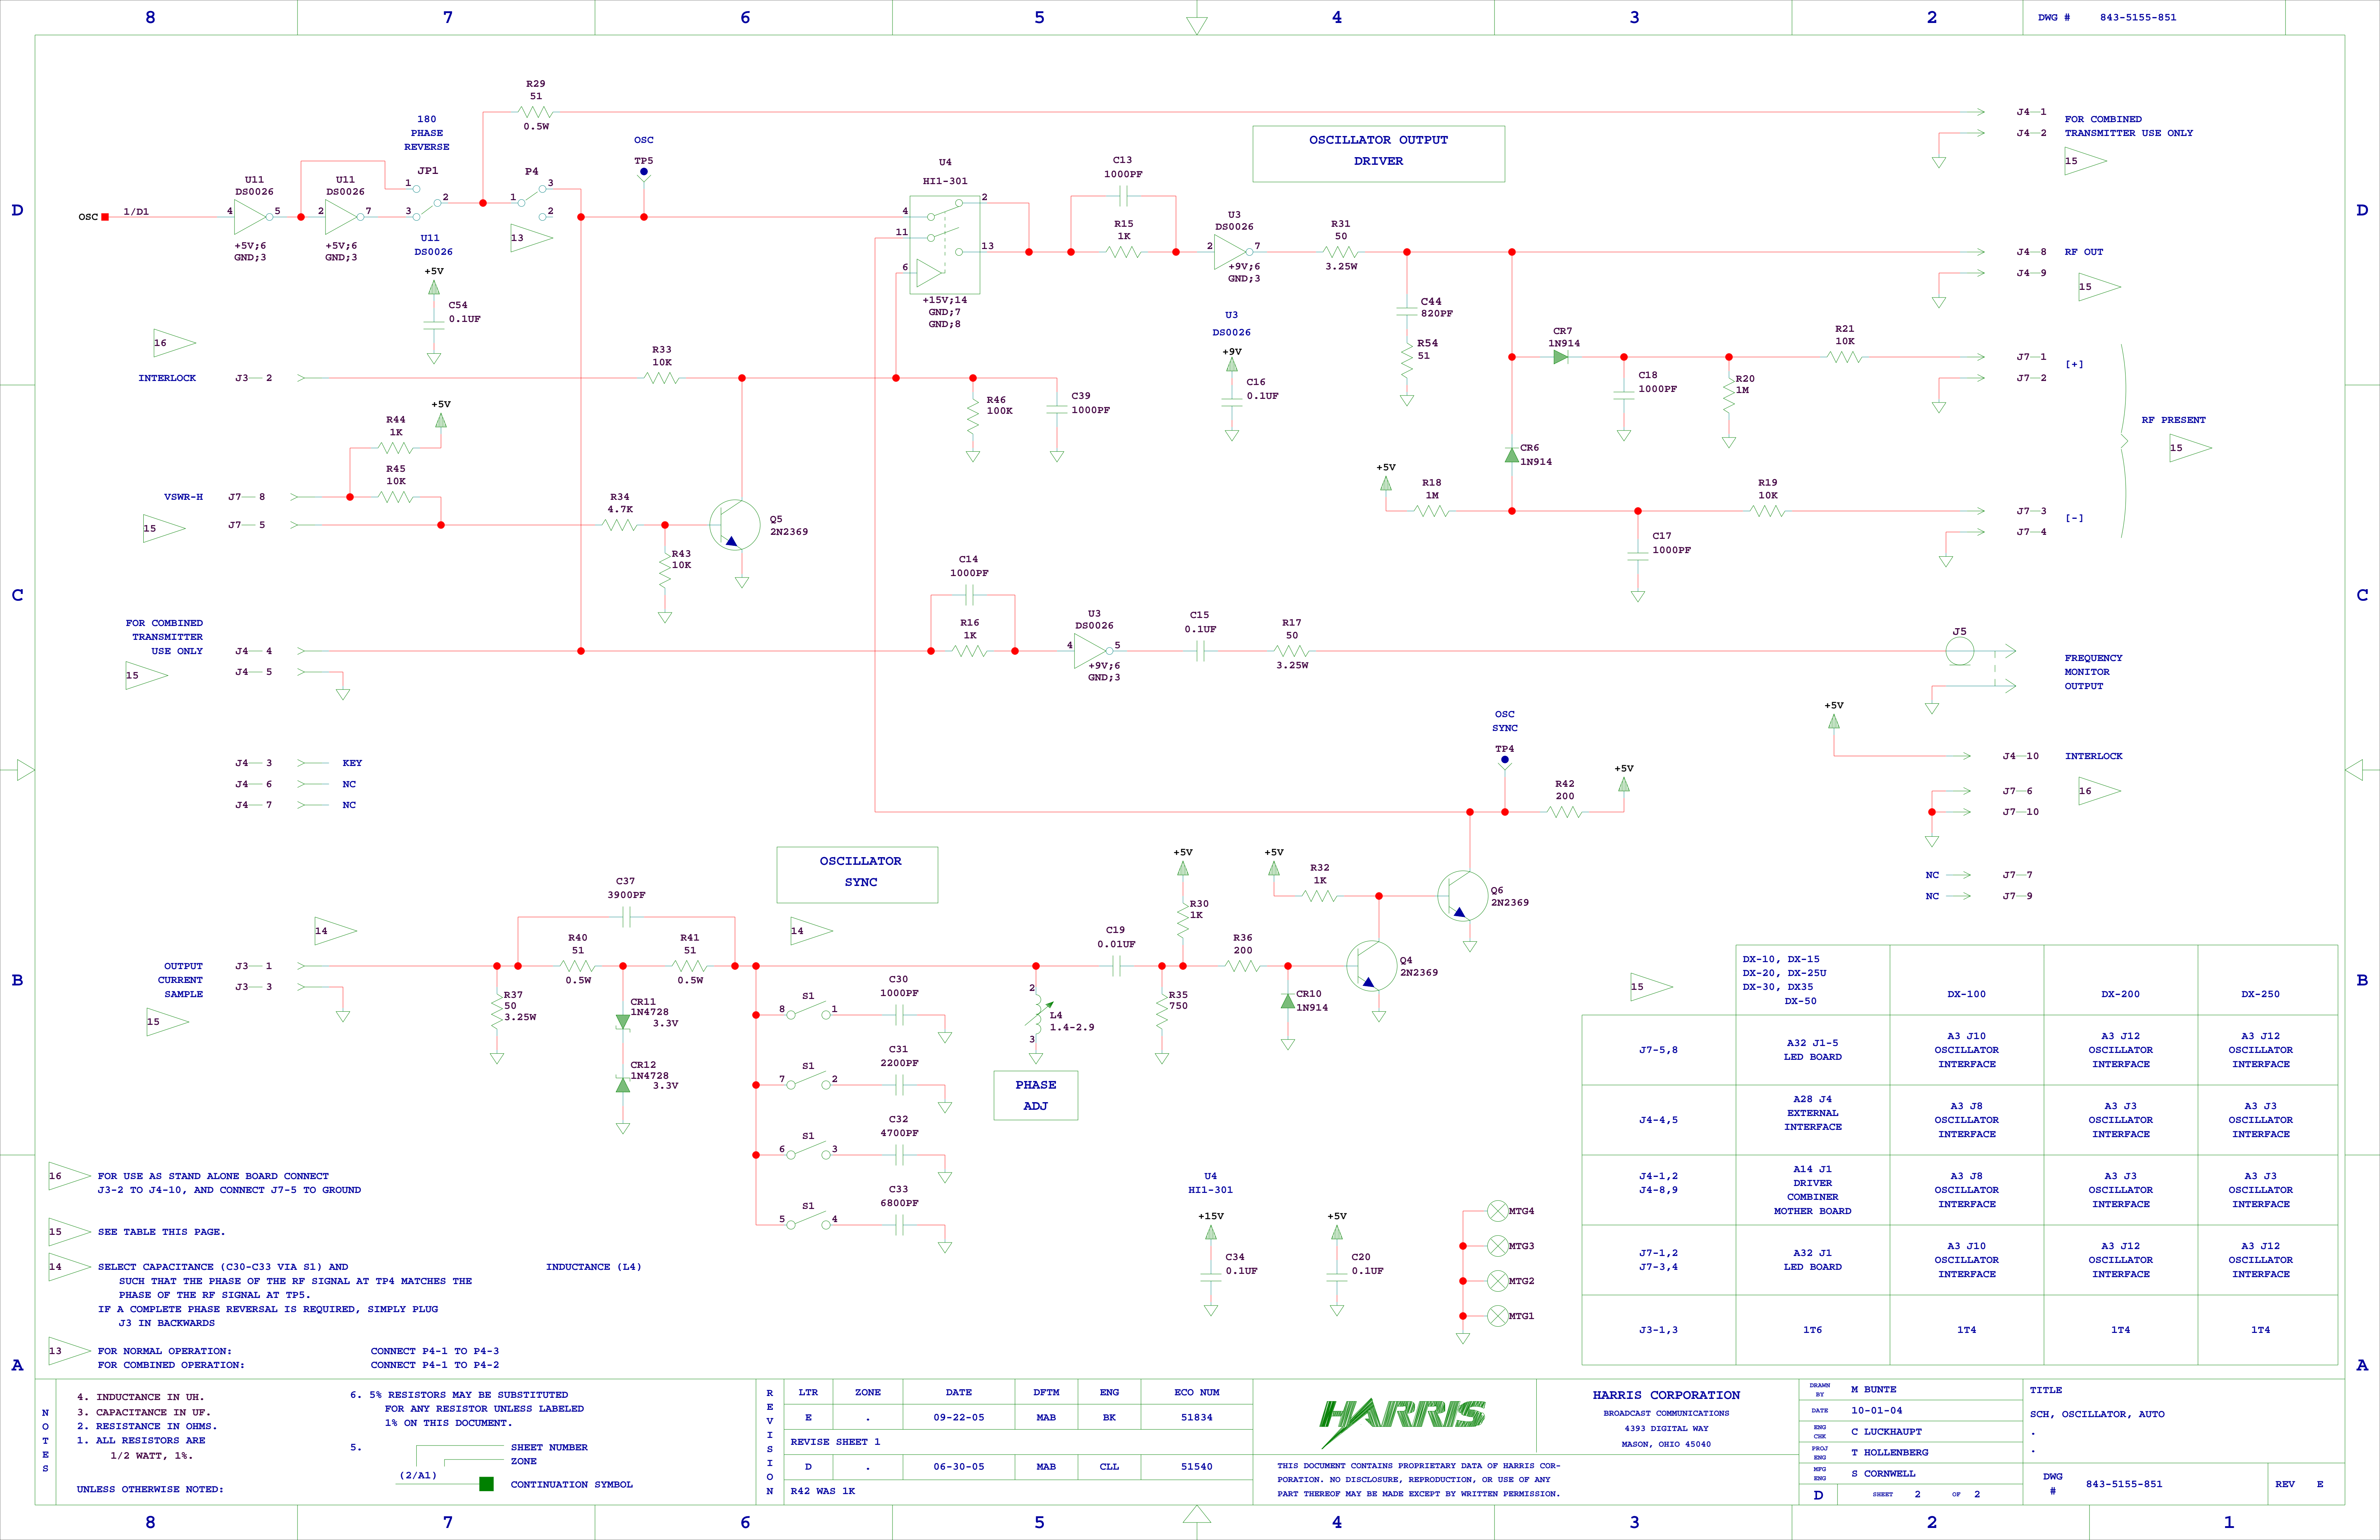 8 7 6 5 4 3 2
DWG # 843-5155-851
D
R29
51
0.5W
180
PHASE
REVERSE
JP1
1
2
3
P4
1
3
2
13
OSC
TP5
U11
DS0026
4
5
+5V;6
GND;3
U11
DS0026
2
7
+5V;6
GND;3
OSC
1/D1
U11
DS0026
+5V
C54
0.1UF
U4
HI1-301
4
11
6
2
13
+15V;14
GND;7
GND;8
C13
1000PF
R15
1K
OSCILLATOR OUTPUT
DRIVER
U3
DS0026
2
7
+9V;6
GND;3
R31
50
3.25W
J4 1
J4 2
FOR COMBINED
TRANSMITTER USE ONLY
15
J4 8
J4 9
RF OUT
15
D
C44
820PF
R54
51
U3
DS0026
+9V
C16
0.1UF
CR7
1N914
C18
1000PF
R20
1M
R21
10K
J7 1
J7 2
[+]
RF PRESENT
15
16
INTERLOCK
J3 2
R33
10K
R46
100K
C39
1000PF
R44
1K
+5V
R45
10K
VSWR-H
J7 8
J7 5
15
R34
4.7K
R43
10K
Q5
2N2369
CR6
1N914
+5V
R18
1M
R19
10K
J7 3
J7 4
[-]
C17
1000PF
C
C
C14
1000PF
R16
1K
U3
DS0026
4
5
+9V;6
GND;3
C15
0.1UF
R17
50
3.25W
J5
FREQUENCY
MONITOR
OUTPUT
FOR COMBINED
TRANSMITTER
USE ONLY
J4 4
J4 5
15
J4 3 KEY
J4 6 NC
J4 7 NC
OSC
SYNC
TP4
R42
200
+5V
+5V
J4 10
INTERLOCK
J7 6
J7 10
16
NC J7 7
NC J7 9
OSCILLATOR
SYNC
14
14
C37
3900PF
R40
51
0.5W
R41
51
0.5W
OUTPUT
CURRENT
SAMPLE
J3 1
J3 3
15
R37
50
3.25W
CR11
1N4728
3.3V
CR12
1N4728
3.3V
S1
8
1
C30
1000PF
S1
7
2
C31
2200PF
S1
6
3
C32
4700PF
S1
5
4
C33
6800PF
2
L4
1.4-2.9
3
PHASE
ADJ
C19
0.01UF
+5V
R30
1K
R35
750
R36
200
+5V
R32
1K
CR10
1N914
Q4
2N2369
Q6
2N2369
B
B
15
DX-10, DX-15
DX-20, DX-25U
DX-30, DX35
DX-50
DX-100
DX-200
DX-250
J7-5,8
A32 J1-5
LED BOARD
A3 J10
OSCILLATOR
INTERFACE
A3 J12
OSCILLATOR
INTERFACE
A3 J12
OSCILLATOR
INTERFACE
J4-4,5
A28 J4
EXTERNAL
INTERFACE
A3 J8
OSCILLATOR
INTERFACE
A3 J3
OSCILLATOR
INTERFACE
A3 J3
OSCILLATOR
INTERFACE
J4-1,2
J4-8,9
A14 J1
DRIVER
COMBINER
MOTHER BOARD
A3 J8
OSCILLATOR
INTERFACE
A3 J3
OSCILLATOR
INTERFACE
A3 J3
OSCILLATOR
INTERFACE
J7-1,2
J7-3,4
A32 J1
LED BOARD
A3 J10
OSCILLATOR
INTERFACE
A3 J12
OSCILLATOR
INTERFACE
A3 J12
OSCILLATOR
INTERFACE
J3-1,3
1T6
1T4
1T4
1T4
U4
HI1-301
+15V
C34
0.1UF
+5V
C20
0.1UF
MTG4
MTG3
MTG2
MTG1
16 FOR USE AS STAND ALONE BOARD CONNECT
J3-2 TO J4-10, AND CONNECT J7-5 TO GROUND
15 SEE TABLE THIS PAGE.
14 SELECT CAPACITANCE (C30-C33 VIA S1) AND INDUCTANCE (L4)
SUCH THAT THE PHASE OF THE RF SIGNAL AT TP4 MATCHES THE
PHASE OF THE RF SIGNAL AT TP5.
IF A COMPLETE PHASE REVERSAL IS REQUIRED, SIMPLY PLUG
J3 IN BACKWARDS
13 FOR NORMAL OPERATION: CONNECT P4-1 TO P4-3
FOR COMBINED OPERATION: CONNECT P4-1 TO P4-2
A
A
NOTES
4. INDUCTANCE IN UH.
3. CAPACITANCE IN UF.
2. RESISTANCE IN OHMS.
1. ALL RESISTORS ARE
1/2 WATT, 1%.
UNLESS OTHERWISE NOTED:
6. 5% RESISTORS MAY BE SUBSTITUTED
FOR ANY RESISTOR UNLESS LABELED
1% ON THIS DOCUMENT.
5.
SHEET NUMBER
ZONE
(2/A1)
CONTINUATION SYMBOL
REVISION
LTR ZONE DATE DFTM ENG ECO NUM
E . 09-22-05 MAB BK 51834
REVISE SHEET 1
D . 06-30-05 MAB CLL 51540
R42 WAS 1K
HARRIS
HARRIS CORPORATION
BROADCAST COMMUNICATIONS
4393 DIGITAL WAY
MASON, OHIO 45040
THIS DOCUMENT CONTAINS PROPRIETARY DATA OF HARRIS COR-
PORATION. NO DISCLOSURE, REPRODUCTION, OR USE OF ANY
PART THEREOF MAY BE MADE EXCEPT BY WRITTEN PERMISSION.
DRAWN BY M BUNTE
DATE 10-01-04
ENG CHK C LUCKHAUPT
PROJ ENG T HOLLENBERG
MFG ENG S CORNWELL
D SHEET 2 OF 2
TITLE
SCH, OSCILLATOR, AUTO
.
.
DWG # 843-5155-851
REV E
8 7 6 5 4 3 2 1